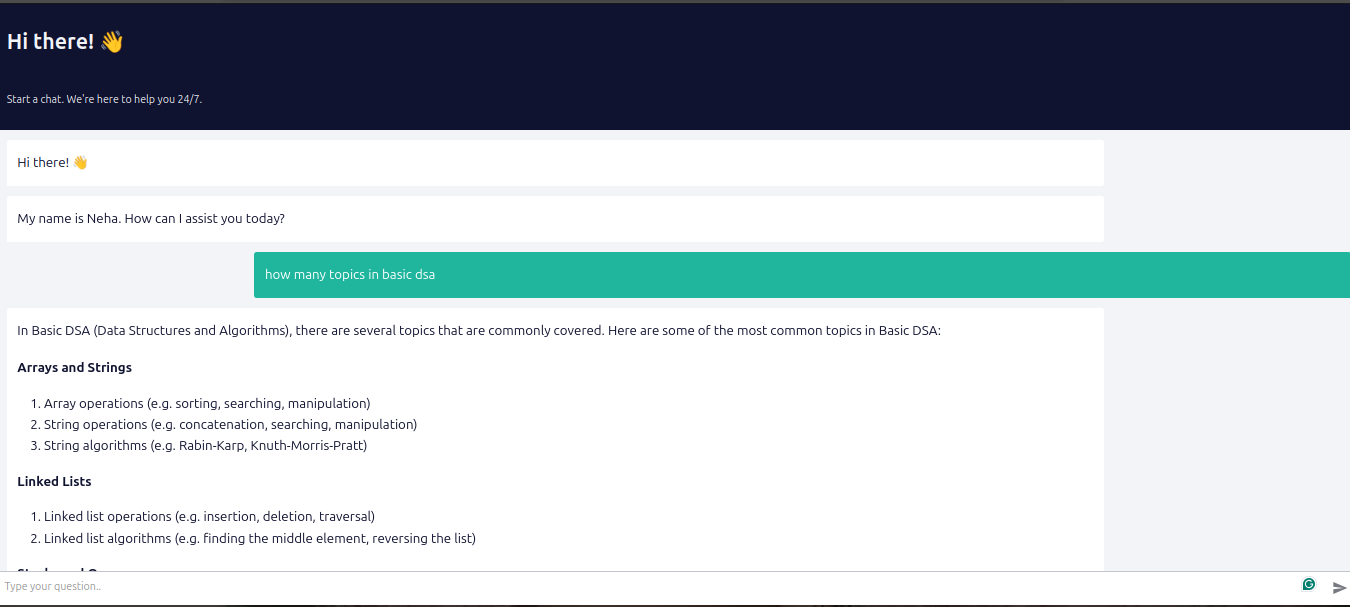 Hi there! 👋
Start a chat. We're here to help you 24/7.
Hi there! 👋
My name is Neha. How can I assist you today?
how many topics in basic dsa
In Basic DSA (Data Structures and Algorithms), there are several topics that are commonly covered. Here are some of the most common topics in Basic DSA:
Arrays and Strings
1. Array operations (e.g. sorting, searching, manipulation)
2. String operations (e.g. concatenation, searching, manipulation)
3. String algorithms (e.g. Rabin-Karp, Knuth-Morris-Pratt)
Linked Lists
1. Linked list operations (e.g. insertion, deletion, traversal)
2. Linked list algorithms (e.g. finding the middle element, reversing the list)
Type your question..